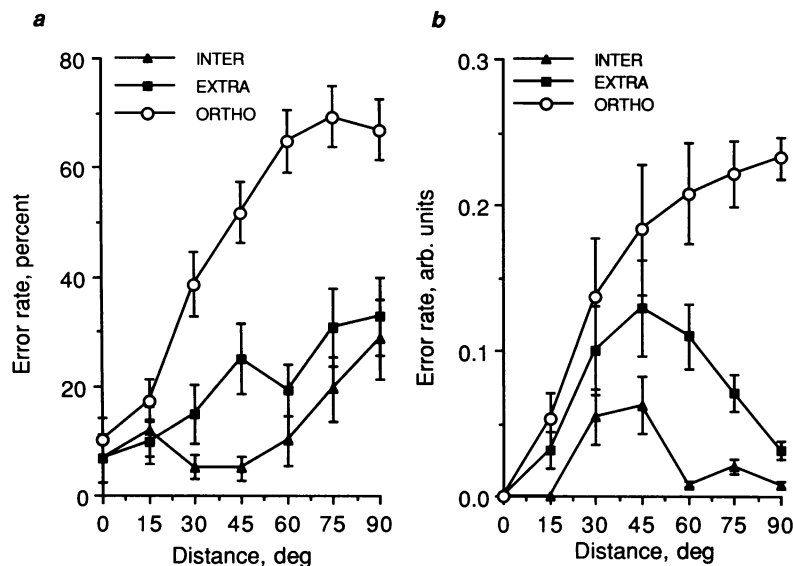 a
INTER
EXTRA
ORTHO
80
60
40
20
0
Error rate, percent
0 15 30 45 60 75 90
Distance, deg
b
INTER
EXTRA
ORTHO
0.3
0.2
0.1
0.0
Error rate, arb. units
0 15 30 45 60 75 90
Distance, deg